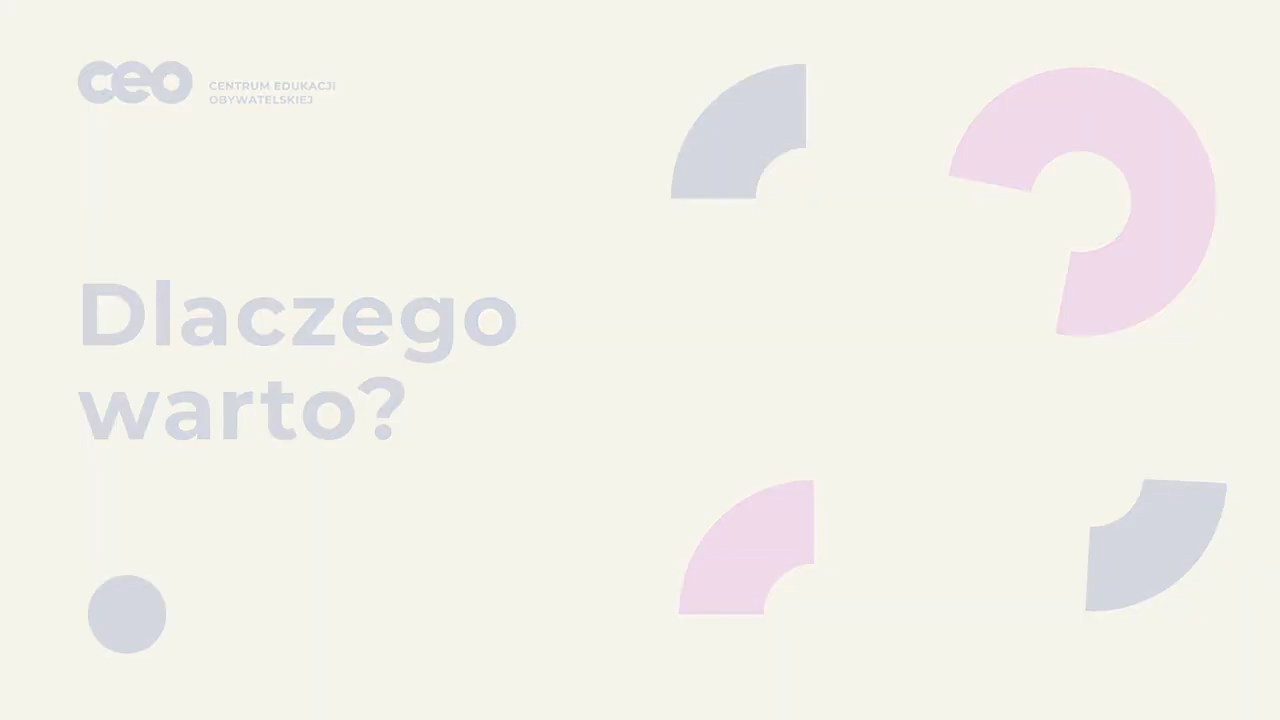 ceo
CENTRUM EDUKACJI
OBYWATELSKIEJ
Dlaczego
warto?